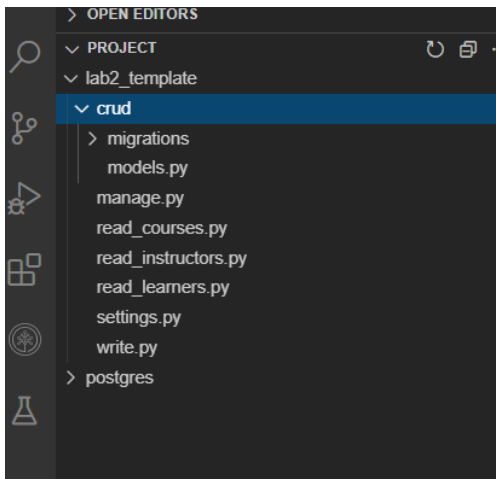 OPEN EDITORS
PROJECT
lab2_template
crud
migrations
models.py
manage.py
read_courses.py
read_instructors.py
read_learners.py
settings.py
write.py
postgres